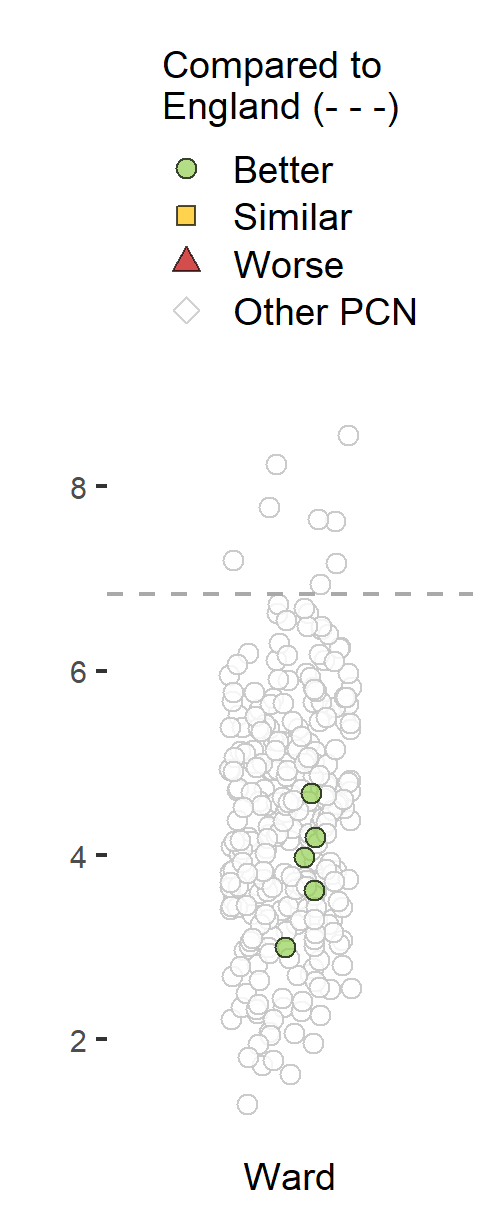 Compared to
England (- - -)
Better
Similar
Worse
Other PCN
8
6
4
2
Ward